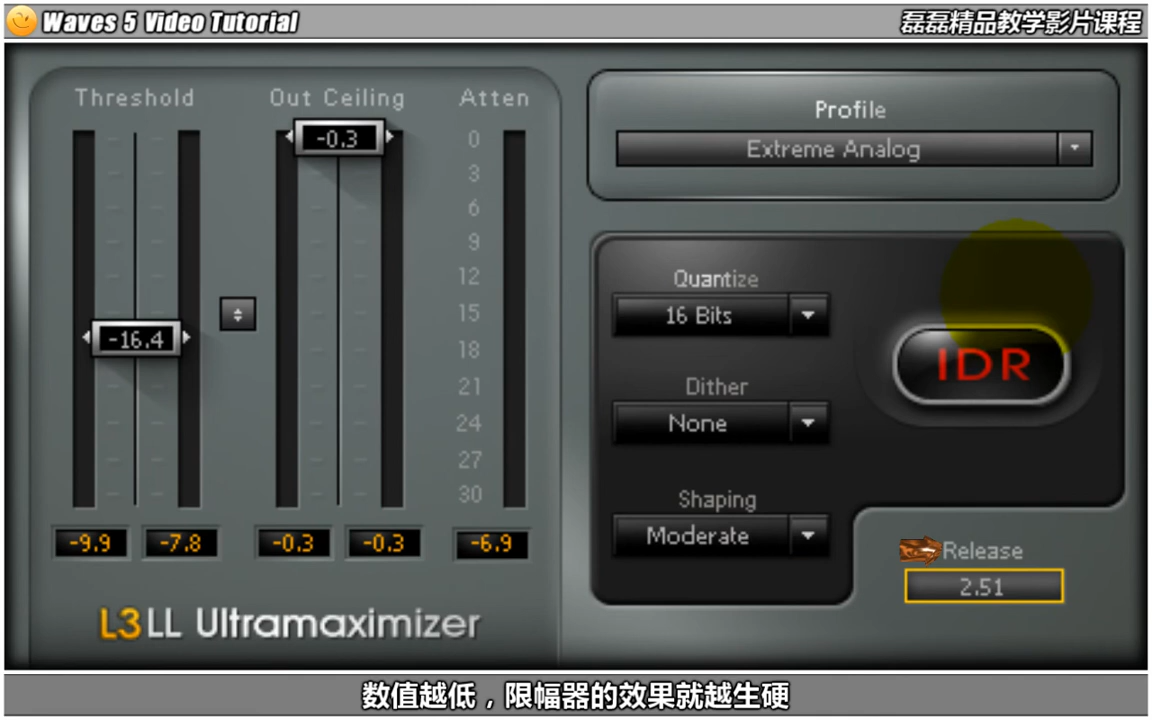 Waves 5 Video Tutorial
磊磊精品教学影片课程
Threshold
Out Ceiling
Atten
-0.3
0
3
6
9
12
15
18
21
24
27
30
-16.4
-9.9
-7.8
-0.3
-0.3
-6.9
L3 LL Ultramaximizer
Profile
Extreme Analog
Quantize
16 Bits
IDR
Dither
None
Shaping
Moderate
Release
2.51
数值越低，限幅器的效果就越生硬